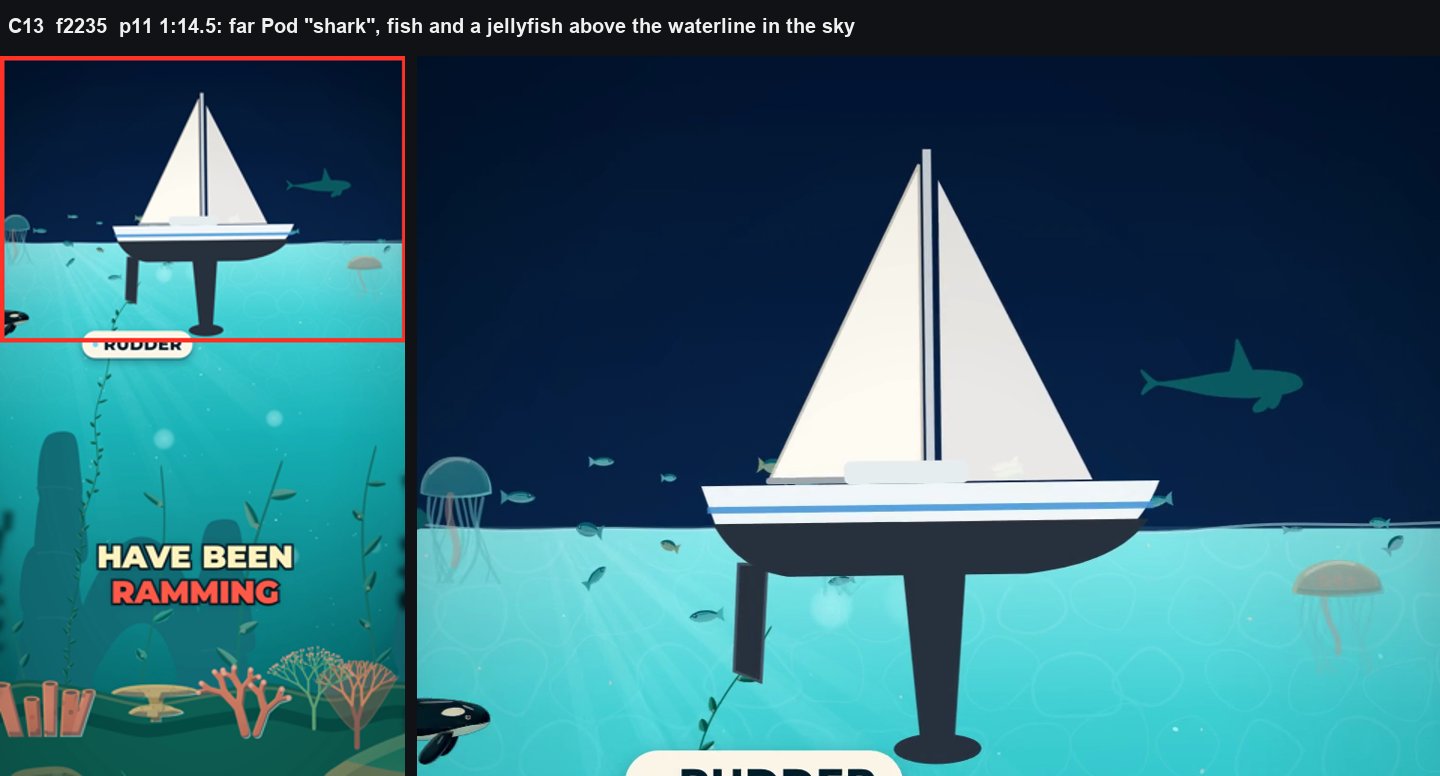 C13 f2235 p11 1:14.5: far Pod "shark", fish and a jellyfish above the waterline in the sky
RUDDER
HAVE BEEN
RAMMING
RUDDER